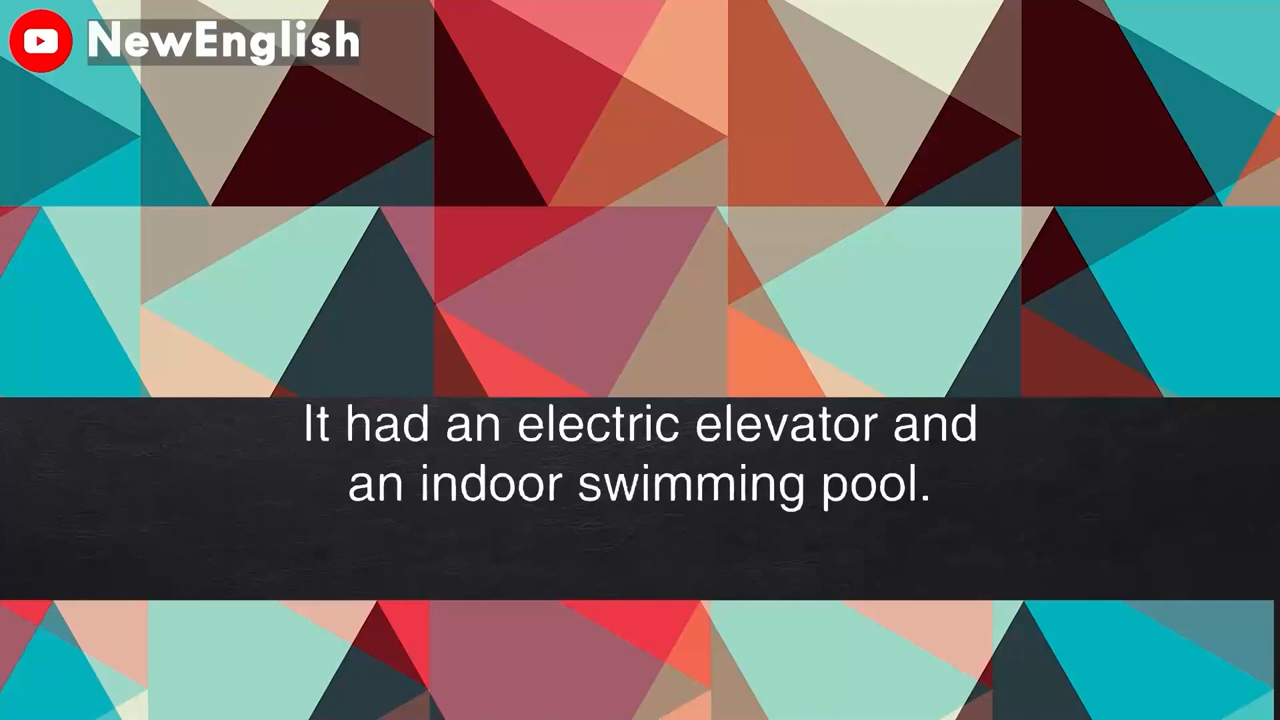 NewEnglish
It had an electric elevator and
an indoor swimming pool.